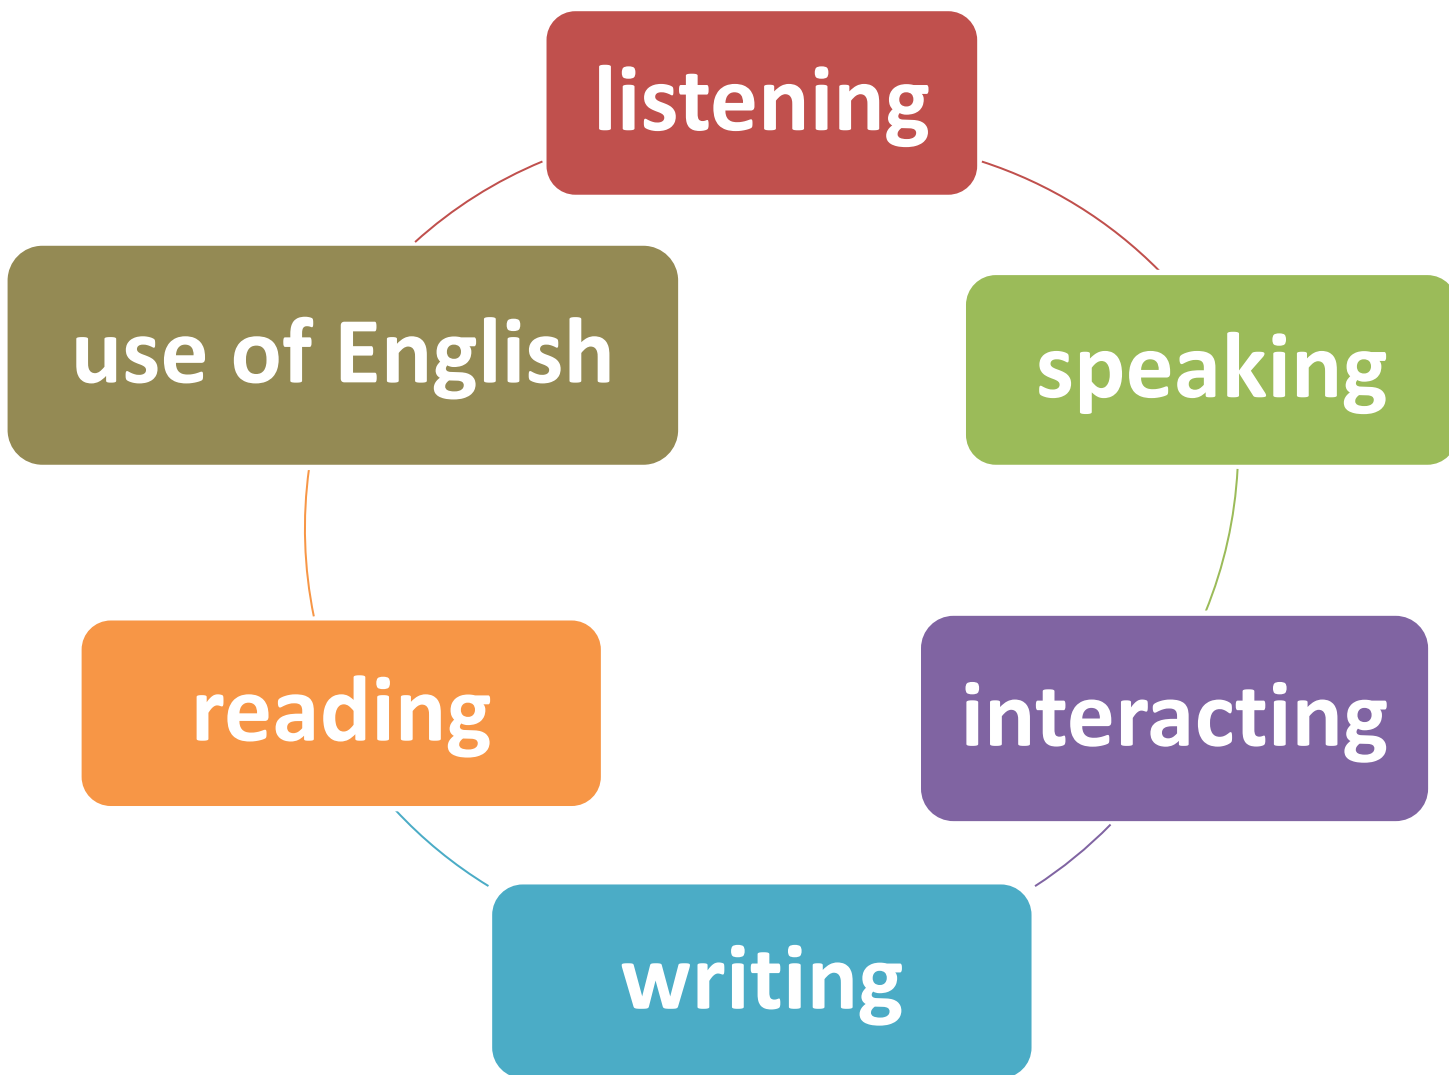 listening
use of English
speaking
reading
interacting
writing